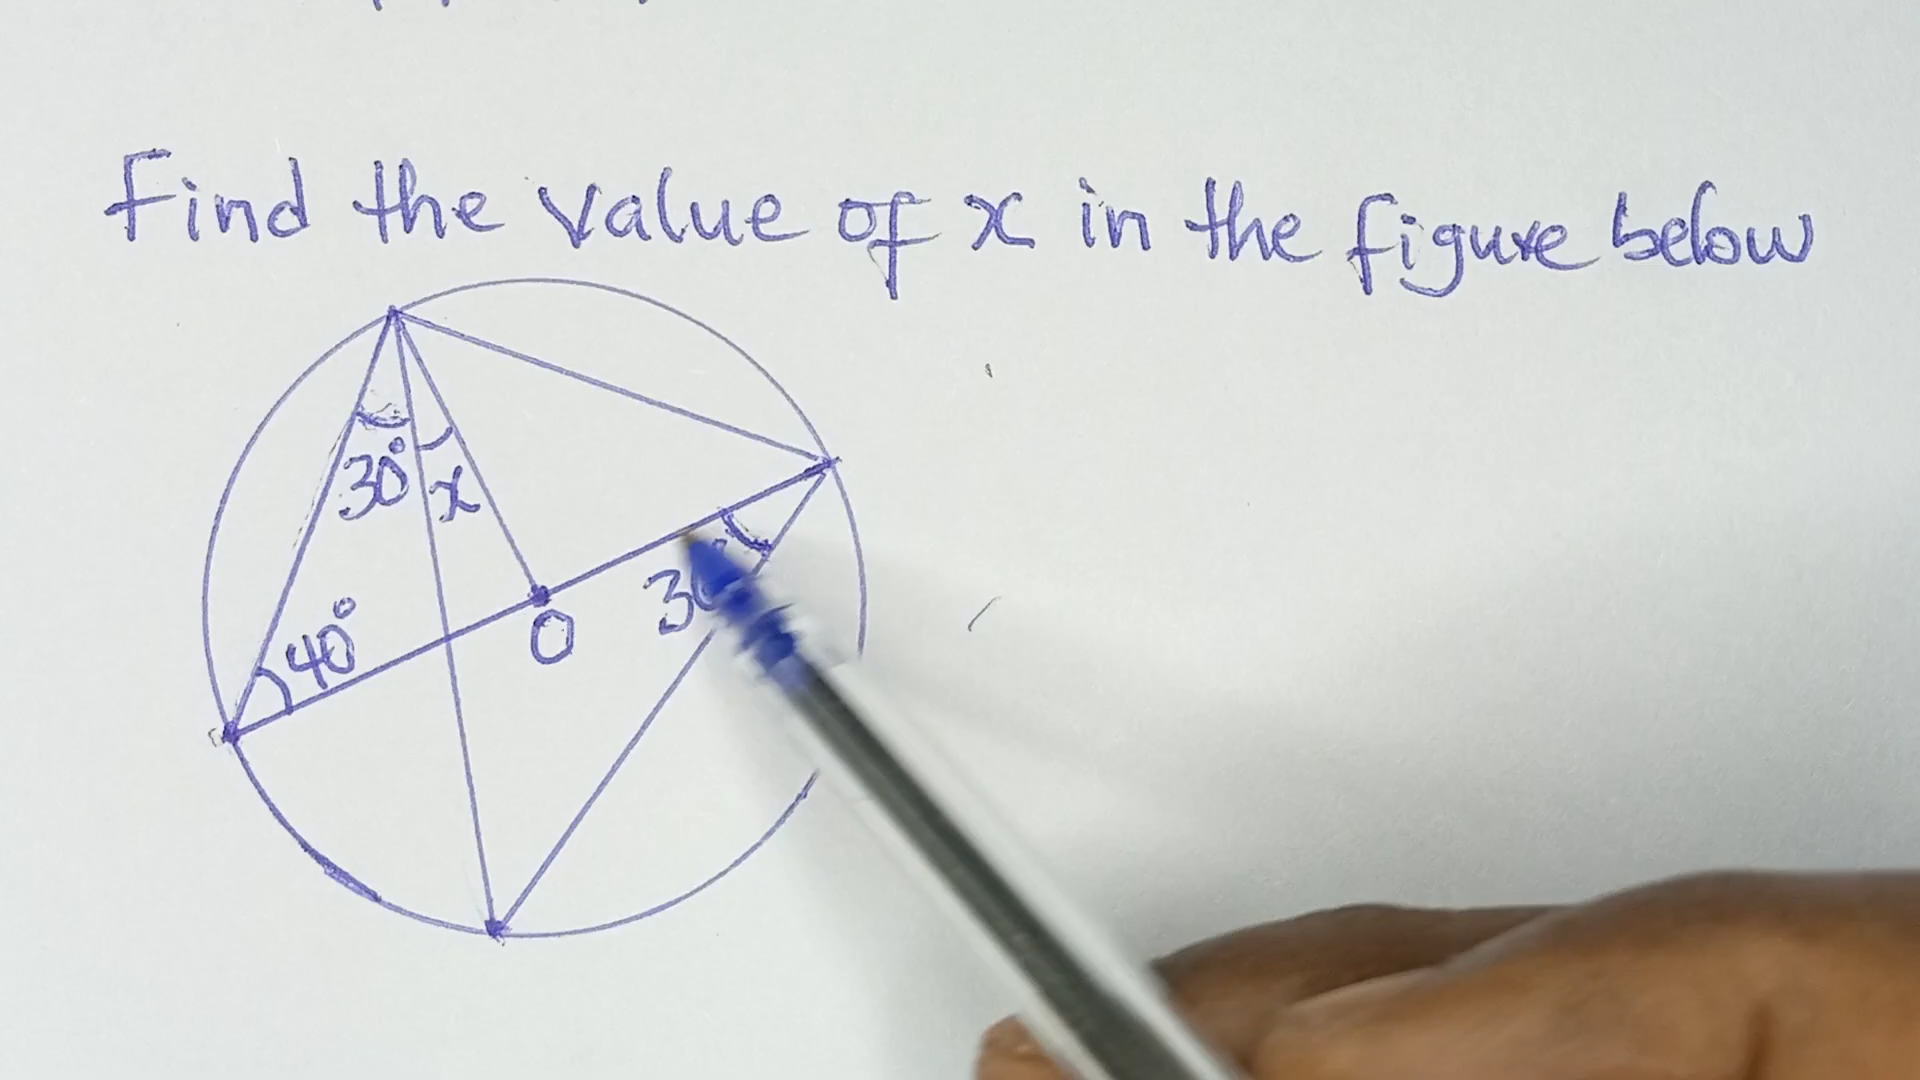 Find the value of x in the figure below
30° x
40° O